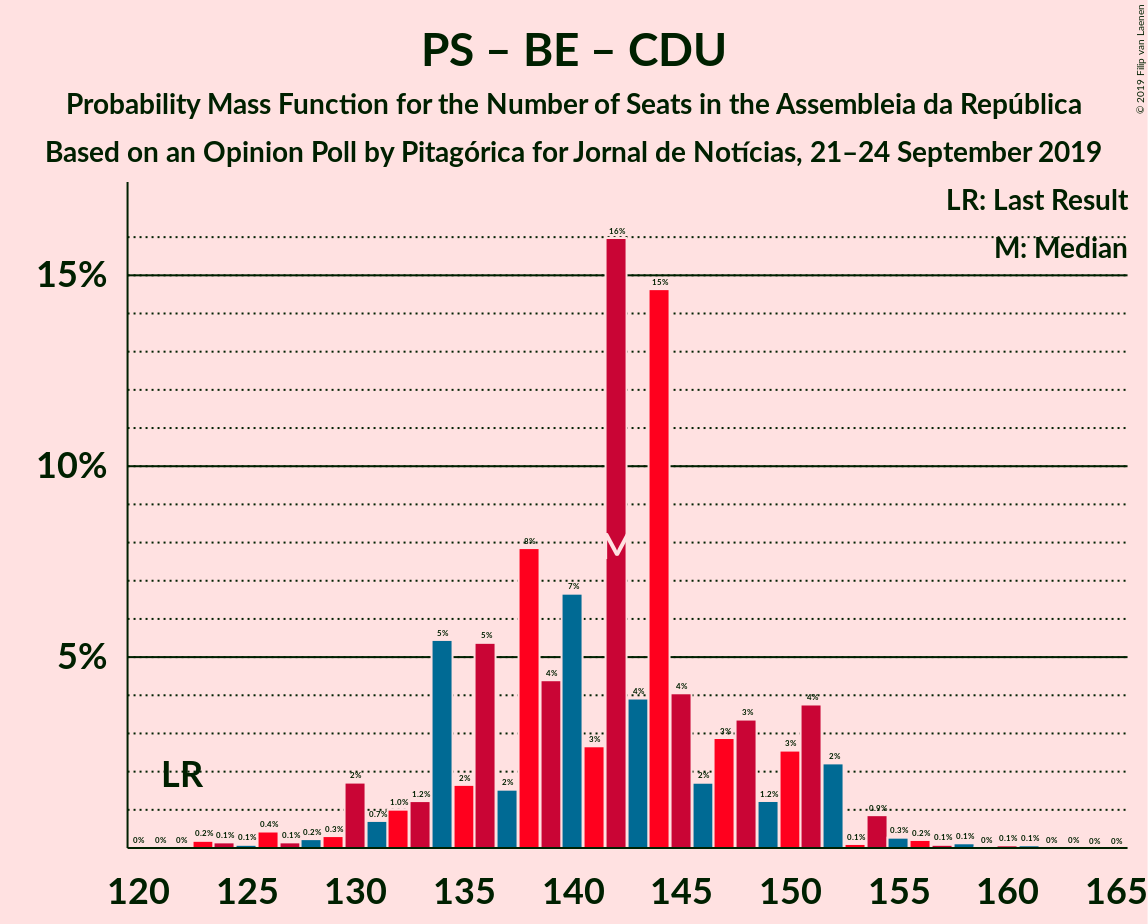 PS – BE – CDU
Probability Mass Function for the Number of Seats in the Assembleia da República
Based on an Opinion Poll by Pitagórica for Jornal de Notícias, 21–24 September 2019
© 2019 Filip van Laenen
LR: Last Result
M: Median
15%
10%
5%
LR
M
0% 0% 0% 0.2% 0.1% 0.1% 0.4% 0.1% 0.2% 0.3% 2% 0.7% 1.0% 1.2% 5% 2% 5% 2% 8% 4% 7% 3% 16% 4% 15% 4% 2% 3% 3% 1.2% 3% 4% 2% 0.1% 0.9% 0.3% 0.2% 0.1% 0.1% 0% 0.1% 0.1% 0% 0% 0% 0%
120 125 130 135 140 145 150 155 160 165